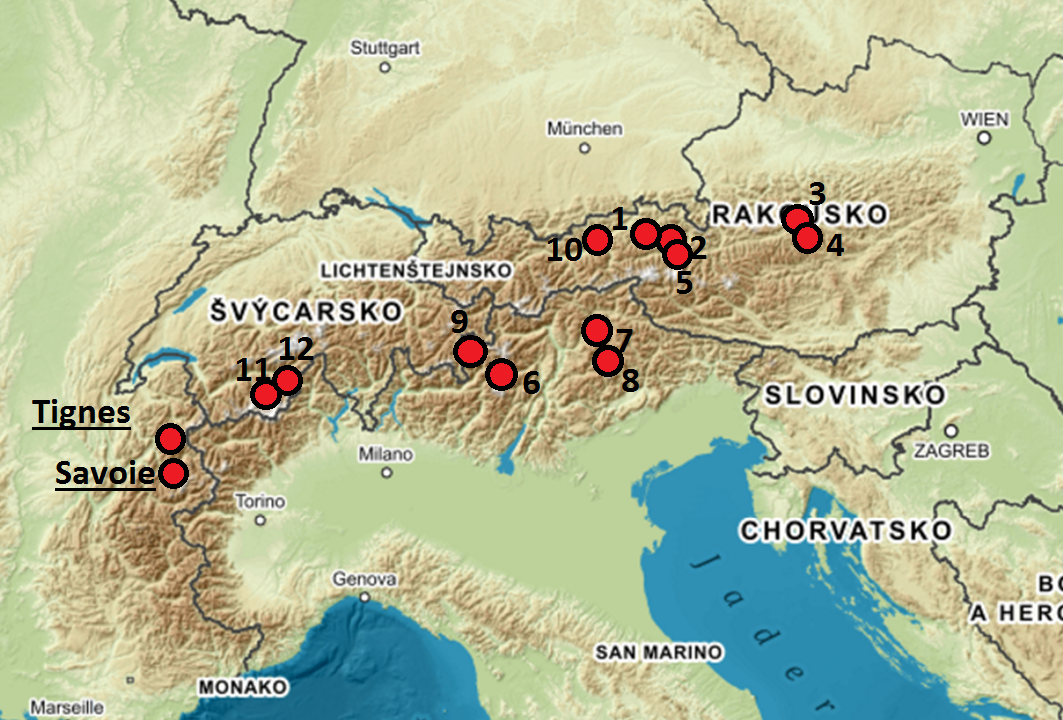 Stuttgart
München
WIEN
3
RAKOUSKO
4
1
10
2
5
LICHTENŠTEJNSKO
ŠVÝCARSKO
9
7
12
11
6
8
Tignes
SLOVINSKO
ZAGREB
Milano
Savoie
Torino
CHORVATSKO
Jader
Genova
BO
A HERC
SAN MARINO
MONAKO
Marseille